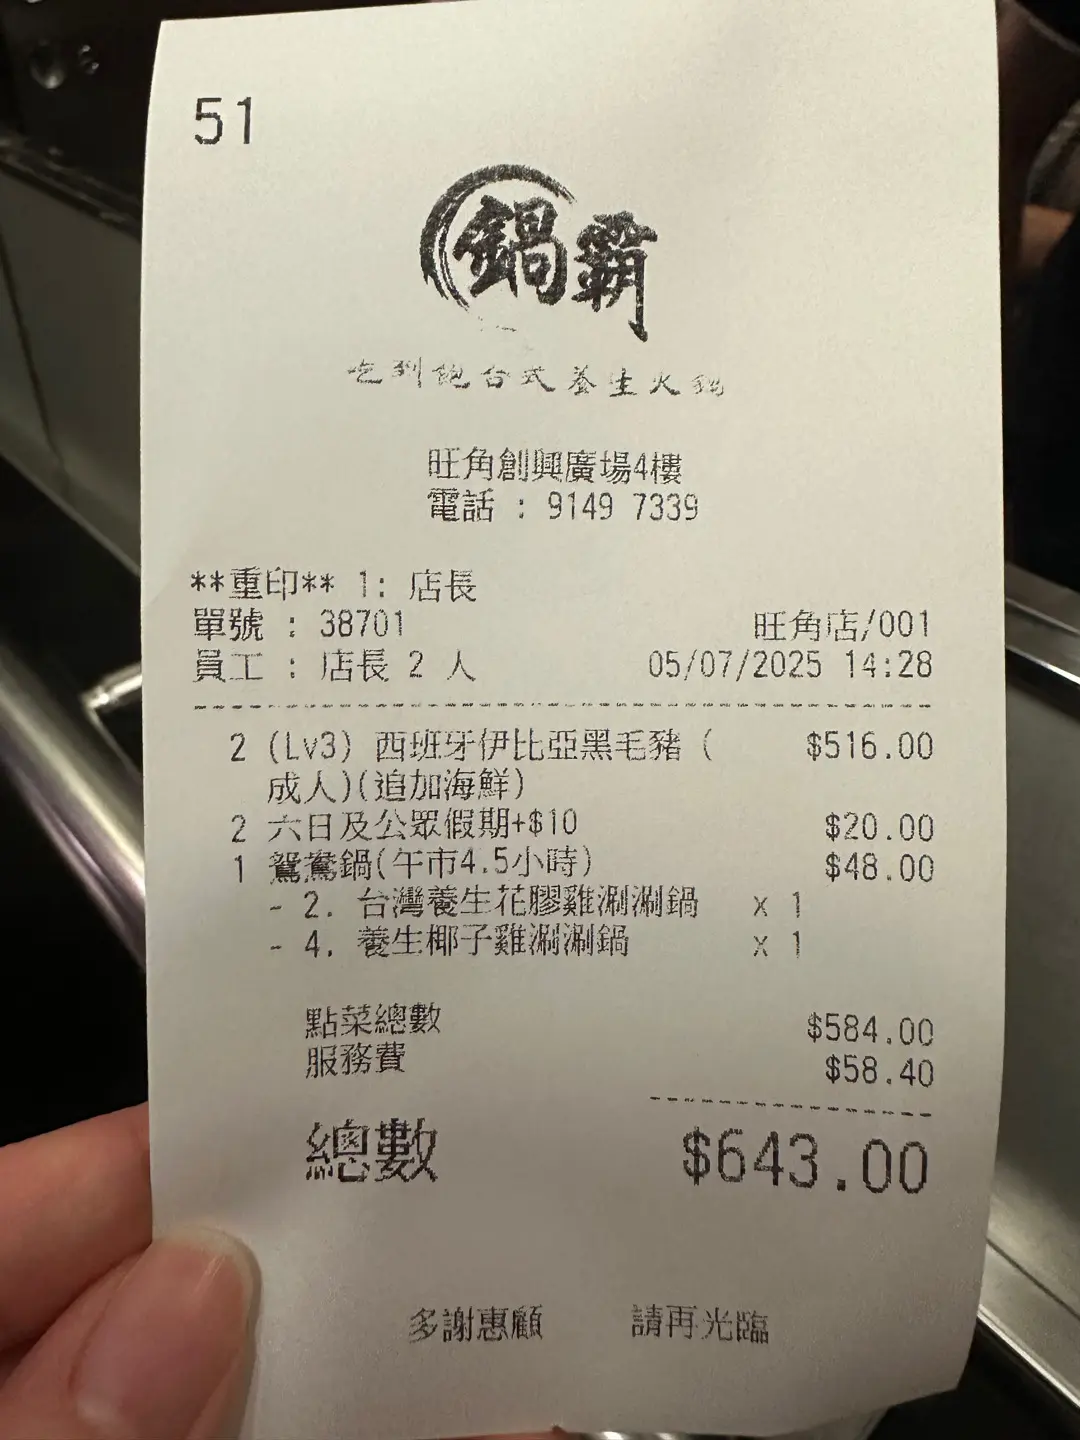 51
鍋霸
吃到飽台式養生火鍋
旺角創興廣場4樓
電話 : 9149 7339
**重印** 1: 店長
單號 : 38701 旺角店/001
員工 : 店長 2 人 05/07/2025 14:28
2 (Lv3) 西班牙伊比亞黑毛豬 ( $516.00
成人)(追加海鮮)
2 六日及公眾假期+$10 $20.00
1 鴛鴦鍋(午市4.5小時) $48.00
- 2. 台灣養生花膠雞涮涮鍋 x 1
- 4. 養生椰子雞涮涮鍋 x 1
點菜總數 $584.00
服務費 $58.40
總數 $643.00
多謝惠顧 請再光臨